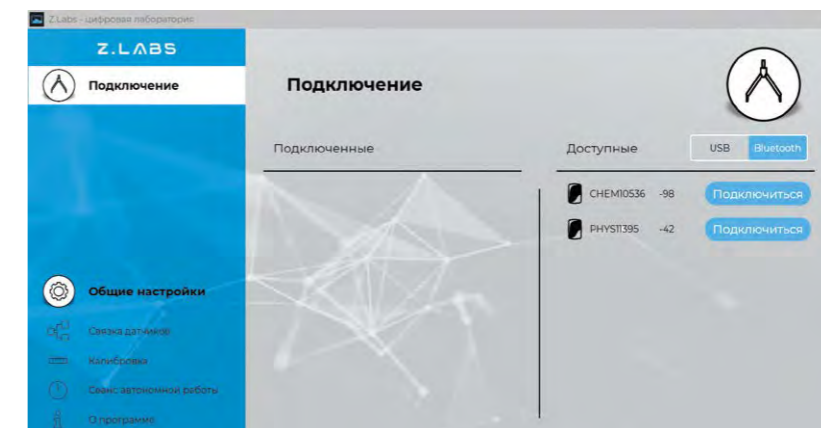 Z.Labs - цифровая лаборатория
Z.LABS
Подключение
Общие настройки
Связка датчиков
Калибровка
Сеанс автономной работы
О программе
Подключение
Подключенные
Доступные
USB
Bluetooth
CHEM10536 -98 Подключиться
PHYS11395 -42 Подключиться